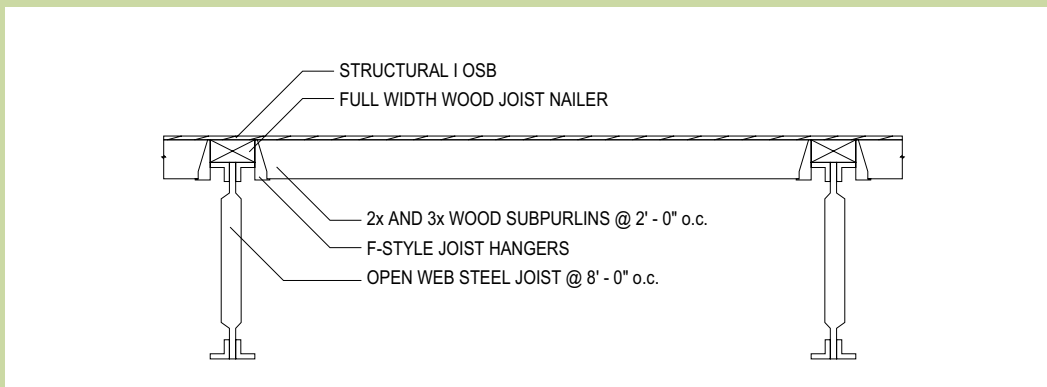 STRUCTURAL I OSB
FULL WIDTH WOOD JOIST NAILER
2x AND 3x WOOD SUBPURLINS @ 2' - 0" o.c.
F-STYLE JOIST HANGERS
OPEN WEB STEEL JOIST @ 8' - 0" o.c.